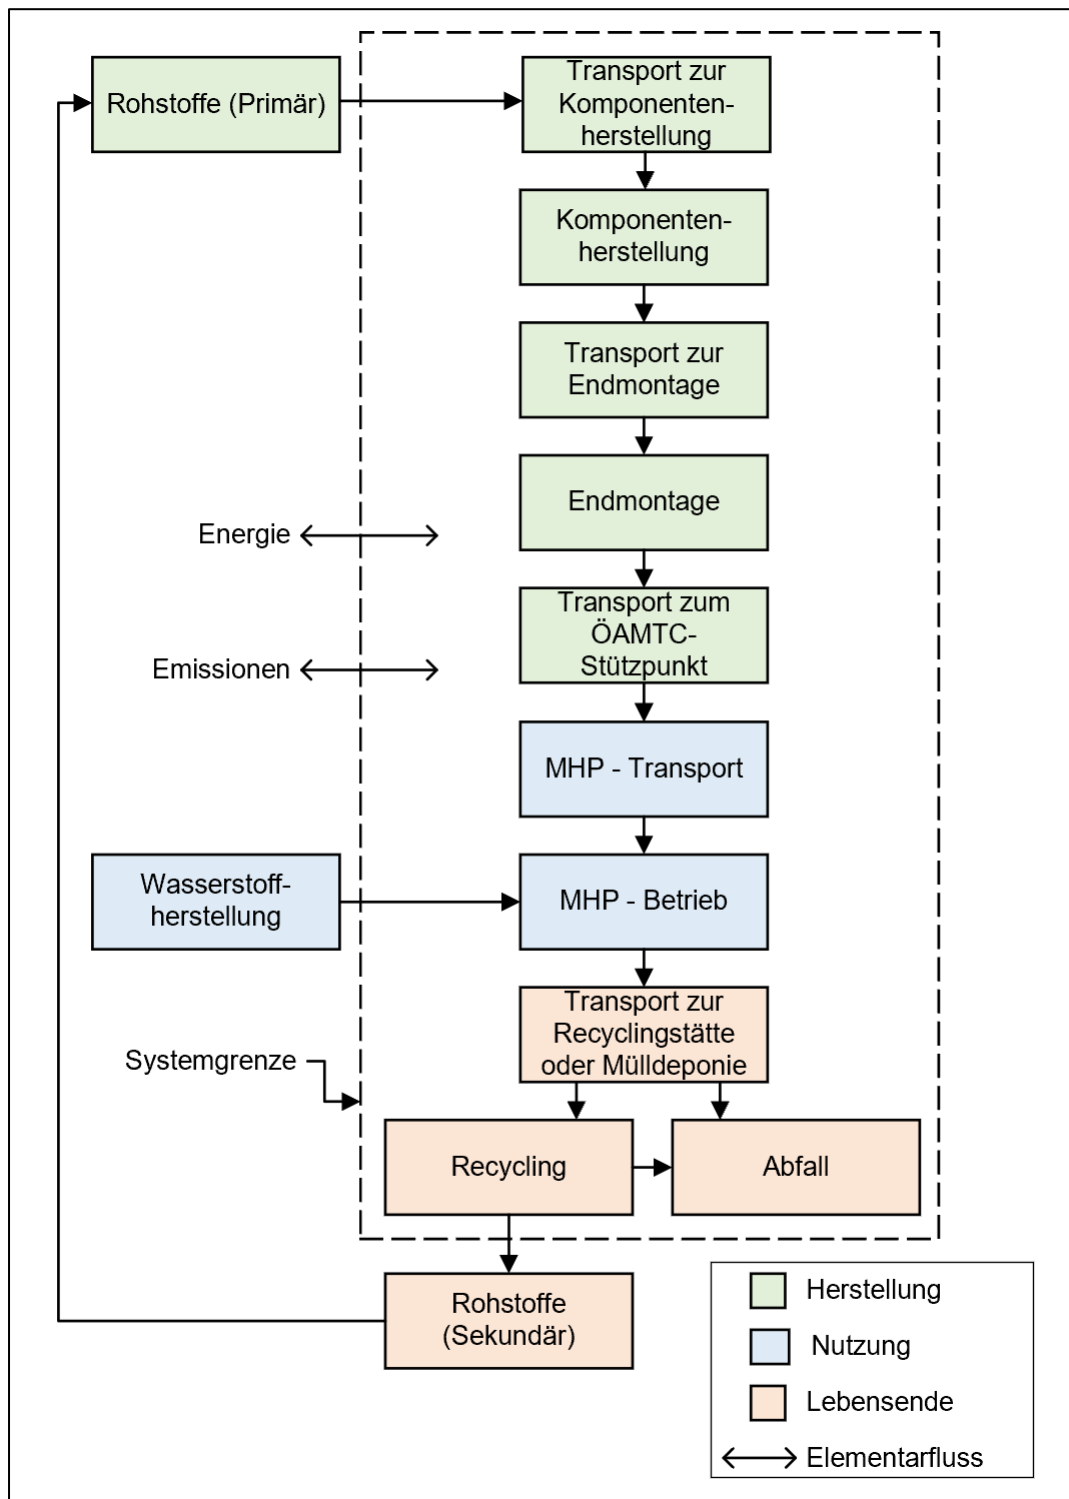 Rohstoffe (Primär)
Transport zur
Komponenten-
herstellung
Komponenten-
herstellung
Transport zur
Endmontage
Endmontage
Energie
Transport zum
ÖAMTC-
Stützpunkt
Emissionen
MHP - Transport
Wasserstoff-
herstellung
MHP - Betrieb
Transport zur
Recyclingstätte
oder Mülldeponie
Systemgrenze
Recycling
Abfall
Rohstoffe
(Sekundär)
Herstellung
Nutzung
Lebensende
Elementarfluss